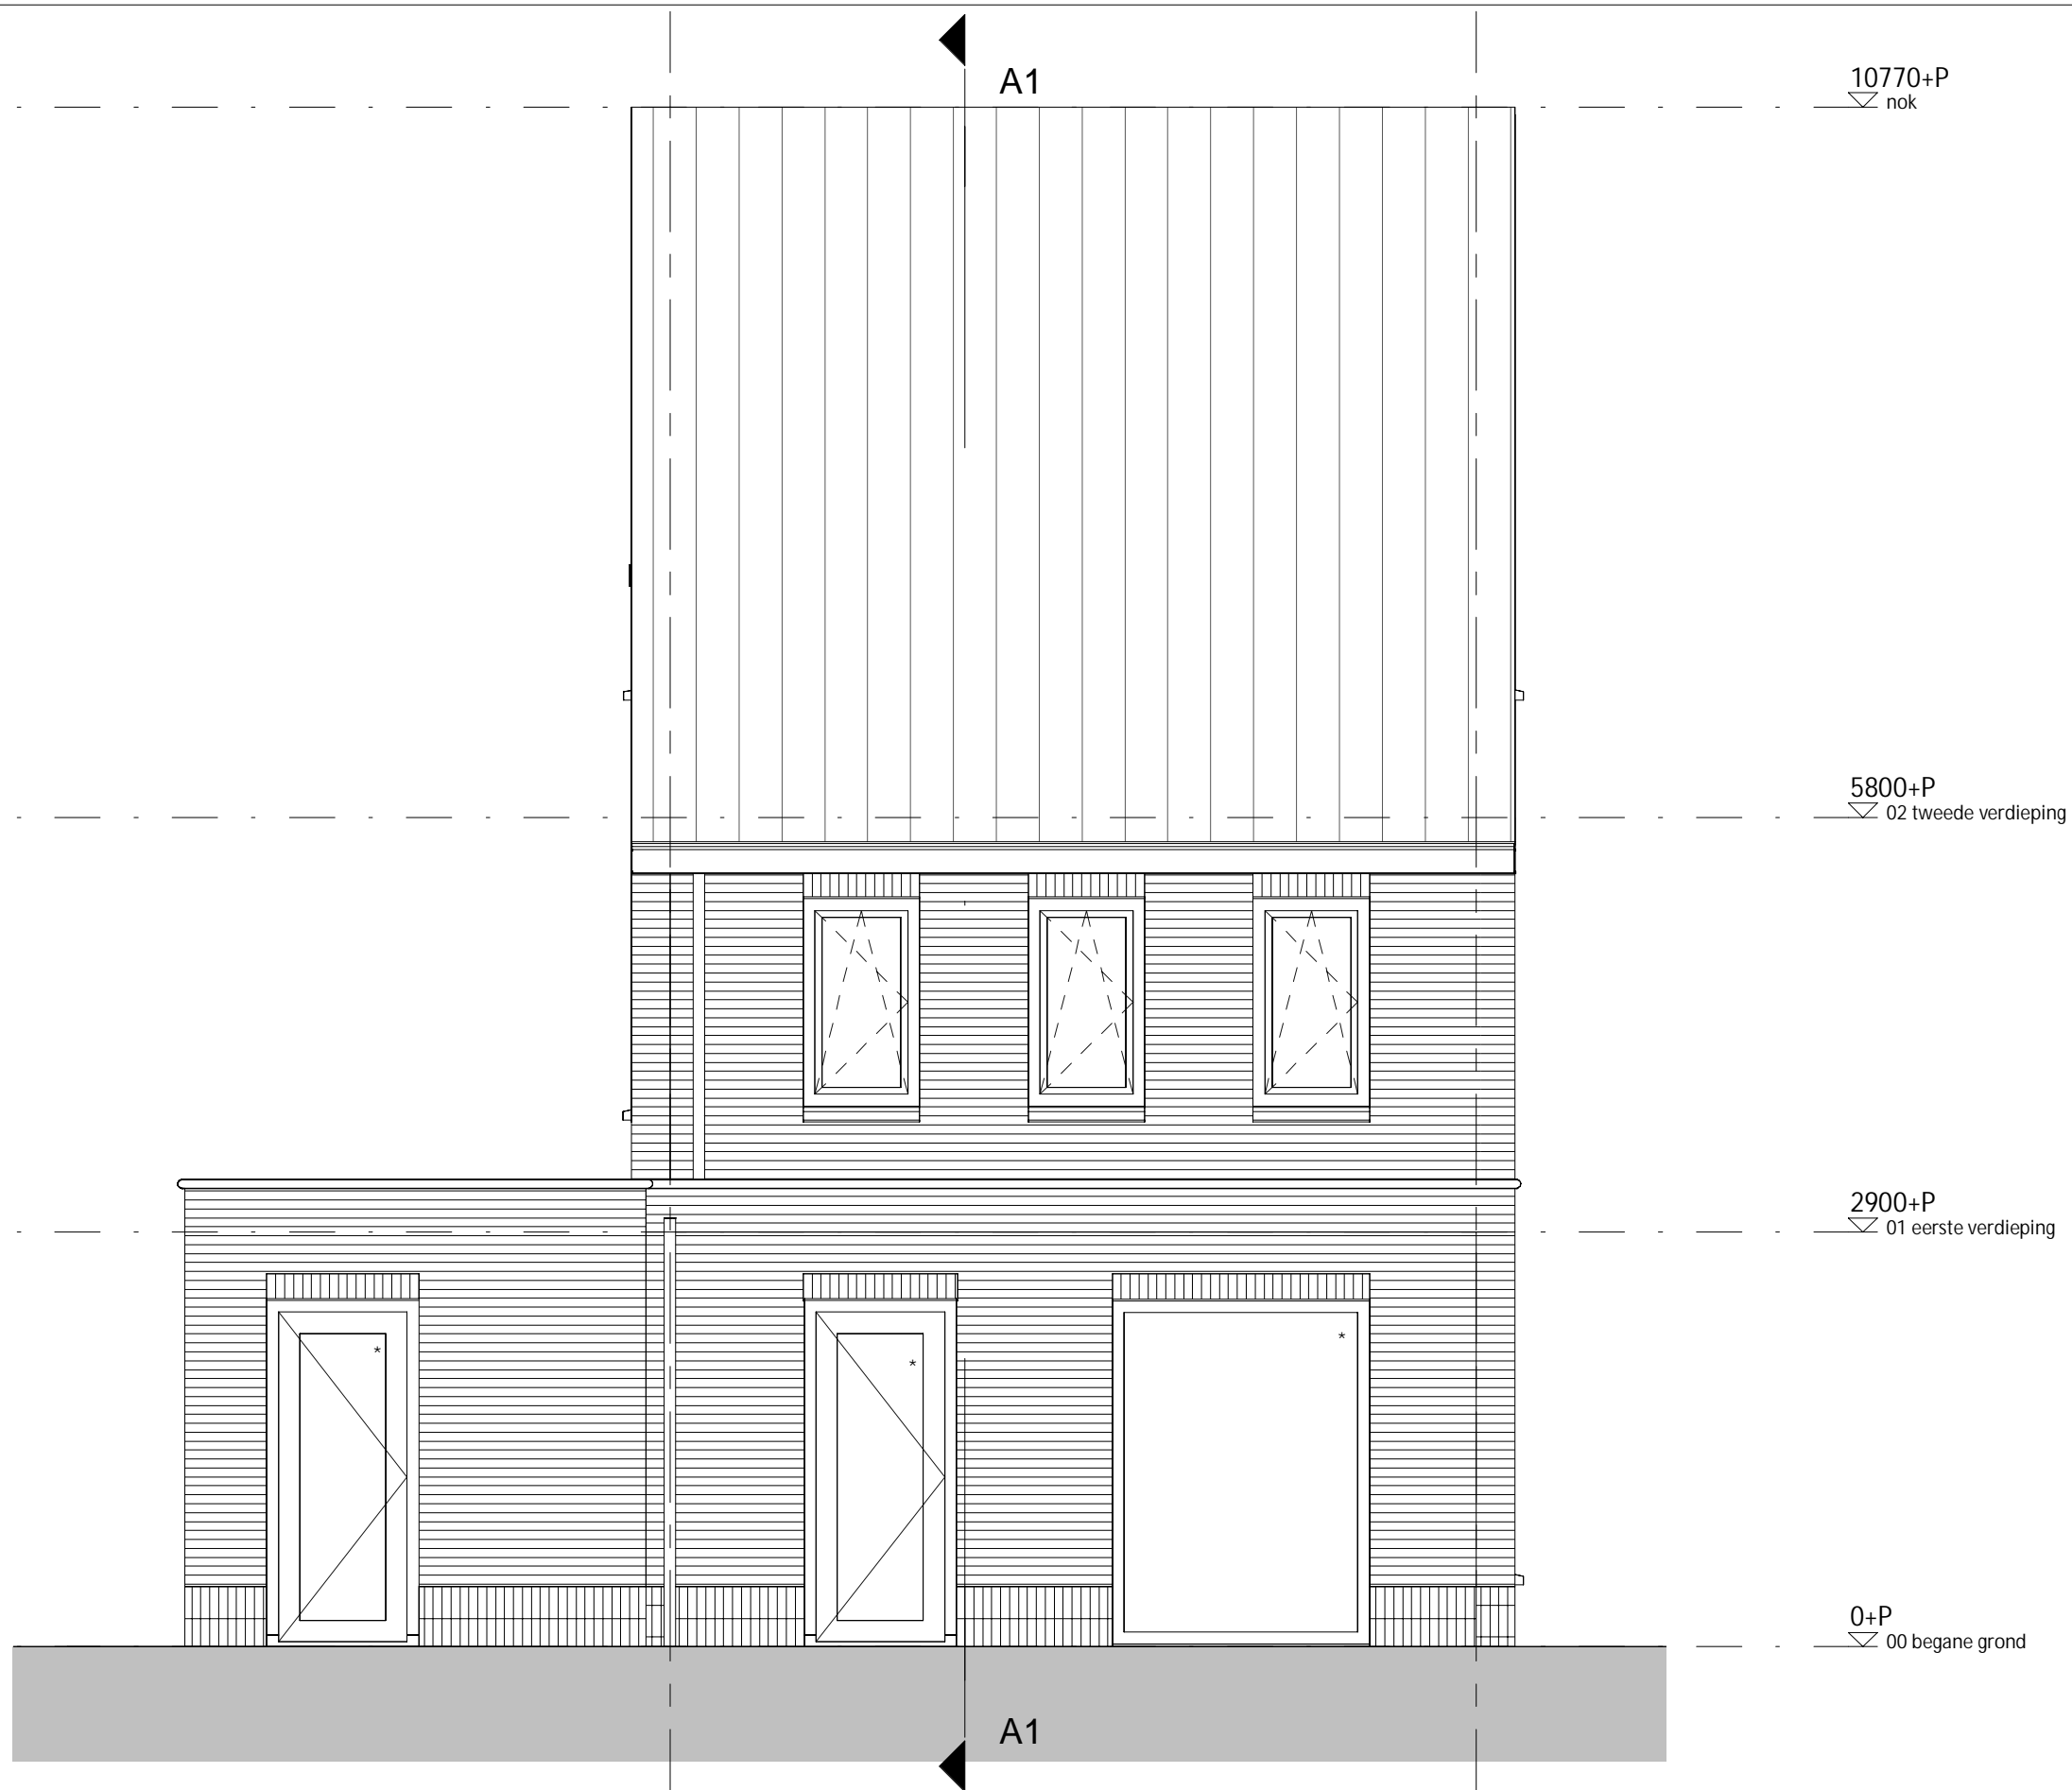 A1
10770+P
nok
5800+P
02 tweede verdieping
2900+P
01 eerste verdieping
*
*
*
0+P
00 begane grond
A1